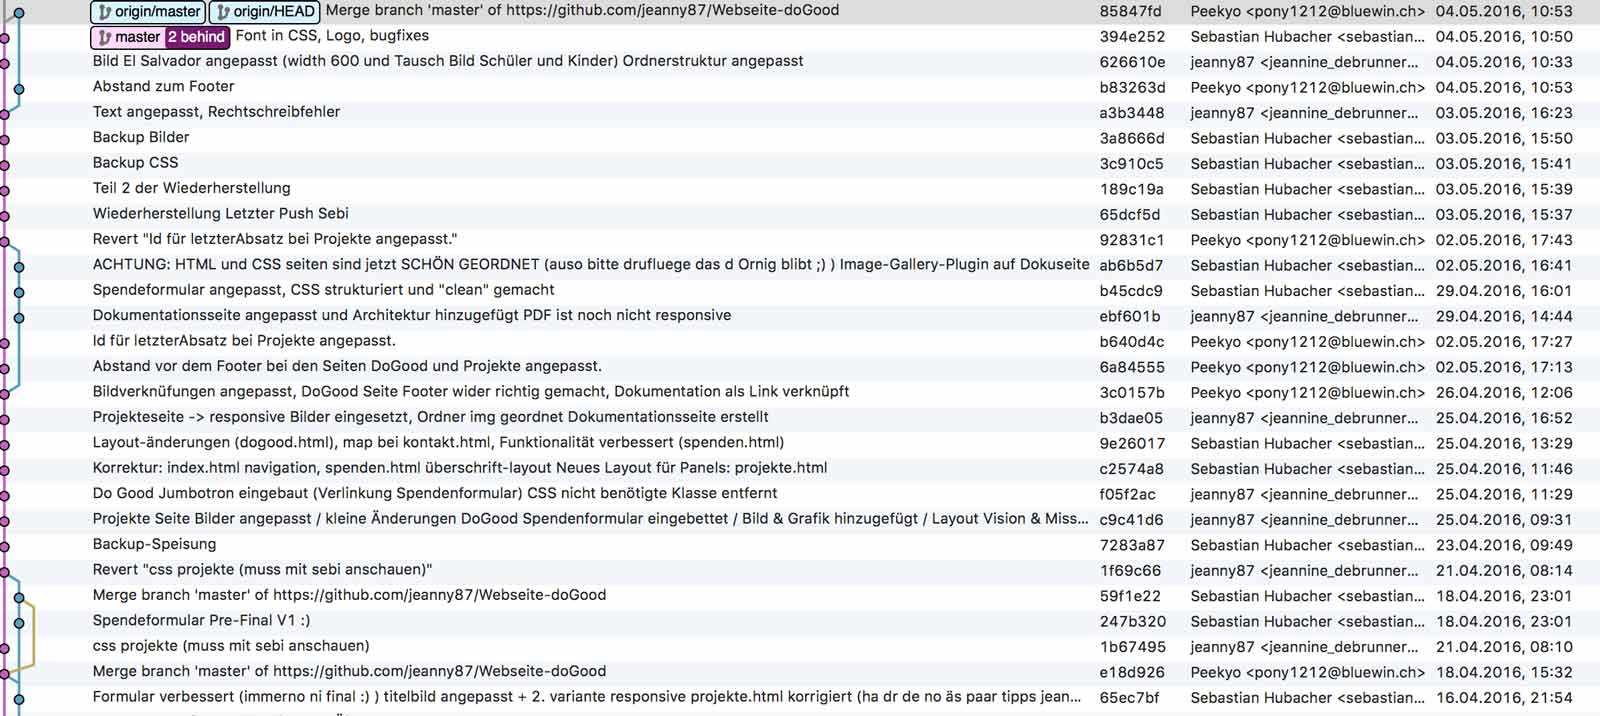 origin/master origin/HEAD Merge branch 'master' of https://github.com/jeanny87/Webseite-doGood 85847fd Peekyo <pony1212@bluewin.ch> 04.05.2016, 10:53
master 2 behind Font in CSS, Logo, bugfixes 394e252 Sebastian Hubacher <sebastian... 04.05.2016, 10:50
Bild El Salvador angepasst (width 600 und Tausch Bild Schüler und Kinder) Ordnerstruktur angepasst 626610e jeanny87 <jeannine_debrunner... 04.05.2016, 10:33
Abstand zum Footer b83263d Peekyo <pony1212@bluewin.ch> 04.05.2016, 10:53
Text angepasst, Rechtschreibfehler a3b3448 jeanny87 <jeannine_debrunner... 03.05.2016, 16:23
Backup Bilder 3a8666d Sebastian Hubacher <sebastian... 03.05.2016, 15:50
Backup CSS 3c910c5 Sebastian Hubacher <sebastian... 03.05.2016, 15:41
Teil 2 der Wiederherstellung 189c19a Sebastian Hubacher <sebastian... 03.05.2016, 15:39
Wiederherstellung Letzter Push Sebi 65dcf5d Sebastian Hubacher <sebastian... 03.05.2016, 15:37
Revert "Id für letzterAbsatz bei Projekte angepasst." 92831c1 Peekyo <pony1212@bluewin.ch> 02.05.2016, 17:43
ACHTUNG: HTML und CSS seiten sind jetzt SCHÖN GEORDNET (auso bitte drufluege das d Ornig blibt ;) ) Image-Gallery-Plugin auf Dokuseite ab6b5d7 Sebastian Hubacher <sebastian... 02.05.2016, 16:41
Spendeformular angepasst, CSS strukturiert und "clean" gemacht b45cdc9 Sebastian Hubacher <sebastian... 29.04.2016, 16:01
Dokumentationsseite angepasst und Architektur hinzugefügt PDF ist noch nicht responsive ebf601b jeanny87 <jeannine_debrunner... 29.04.2016, 14:44
Id für letzterAbsatz bei Projekte angepasst. b640d4c Peekyo <pony1212@bluewin.ch> 02.05.2016, 17:27
Abstand vor dem Footer bei den Seiten DoGood und Projekte angepasst. 6a84555 Peekyo <pony1212@bluewin.ch> 02.05.2016, 17:13
Bildverknüfungen angepasst, DoGood Seite Footer wider richtig gemacht, Dokumentation als Link verknüpft 3c0157b Peekyo <pony1212@bluewin.ch> 26.04.2016, 12:06
Projekteseite -> responsive Bilder eingesetzt, Ordner img geordnet Dokumentationsseite erstellt b3dae05 jeanny87 <jeannine_debrunner... 25.04.2016, 16:52
Layout-änderungen (dogood.html), map bei kontakt.html, Funktionalität verbessert (spenden.html) 9e26017 Sebastian Hubacher <sebastian... 25.04.2016, 13:29
Korrektur: index.html navigation, spenden.html überschrift-layout Neues Layout für Panels: projekte.html c2574a8 Sebastian Hubacher <sebastian... 25.04.2016, 11:46
Do Good Jumbotron eingebaut (Verlinkung Spendenformular) CSS nicht benötigte Klasse entfernt f05f2ac jeanny87 <jeannine_debrunner... 25.04.2016, 11:29
Projekte Seite Bilder angepasst / kleine Änderungen DoGood Spendenformular eingebettet / Bild & Grafik hinzugefügt / Layout Vision & Miss... c9c41d6 jeanny87 <jeannine_debrunner... 25.04.2016, 09:31
Backup-Speisung 7283a87 Sebastian Hubacher <sebastian... 23.04.2016, 09:49
Revert "css projekte (muss mit sebi anschauen)" 1f69c66 jeanny87 <jeannine_debrunner... 21.04.2016, 08:14
Merge branch 'master' of https://github.com/jeanny87/Webseite-doGood 59f1e22 Sebastian Hubacher <sebastian... 18.04.2016, 23:01
Spendeformular Pre-Final V1 :) 247b320 Sebastian Hubacher <sebastian... 18.04.2016, 23:01
css projekte (muss mit sebi anschauen) 1b67495 jeanny87 <jeannine_debrunner... 21.04.2016, 08:10
Merge branch 'master' of https://github.com/jeanny87/Webseite-doGood e18d926 Peekyo <pony1212@bluewin.ch> 18.04.2016, 15:32
Formular verbessert (immerno ni final :) ) titelbild angepasst + 2. variante responsive projekte.html korrigiert (ha dr de no äs paar tipps jean... 65ec7bf Sebastian Hubacher <sebastian... 16.04.2016, 21:54